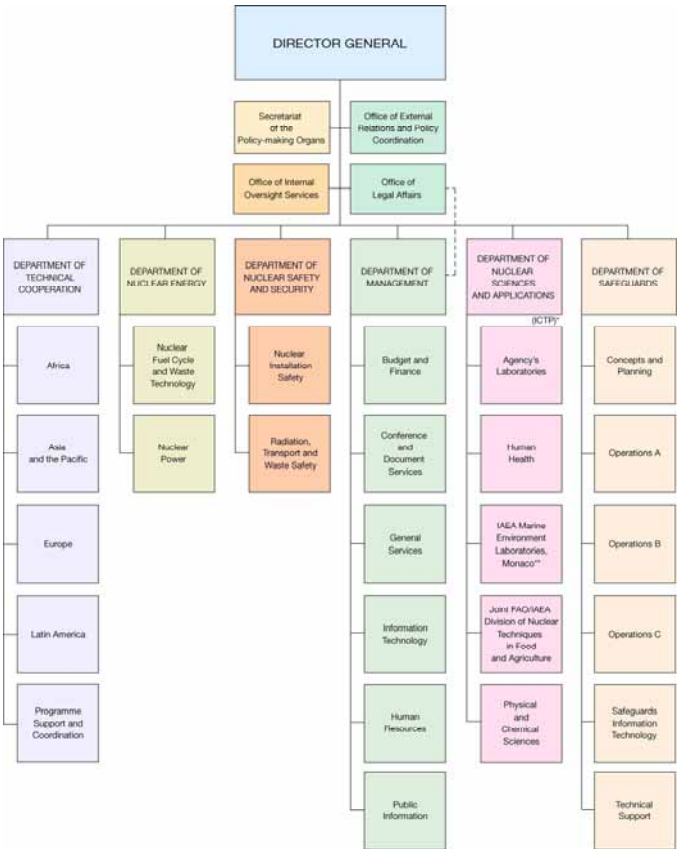 DIRECTOR GENERAL
Secretariat
of the
Policy-making Organs
Office of External
Relations and Policy
Coordination
Office of Internal
Oversight Services
Office of
Legal Affairs
DEPARTMENT OF
TECHNICAL
COOPERATION
DEPARTMENT OF
NUCLEAR ENERGY
DEPARTMENT OF
NUCLEAR SAFETY
AND SECURITY
DEPARTMENT OF
MANAGEMENT
DEPARTMENT OF
NUCLEAR
SCIENCES
AND APPLICATIONS
DEPARTMENT OF
SAFEGUARDS
(ICTP)*
Africa
Asia
and the Pacific
Europe
Latin America
Programme
Support and
Coordination
Nuclear
Fuel Cycle
and Waste
Technology
Nuclear
Power
Nuclear
Installation
Safety
Radiation,
Transport and
Waste Safety
Budget and
Finance
Conference
and
Document
Services
General
Services
Information
Technology
Human
Resources
Public
Information
Agency's
Laboratories
Human
Health
IAEA Marine
Environment
Laboratories,
Monaco**
Joint FAO/IAEA
Division of Nuclear
Techniques
in Food
and Agriculture
Physical
and
Chemical
Sciences
Concepts and
Planning
Operations A
Operations B
Operations C
Safeguards
Information
Technology
Technical
Support